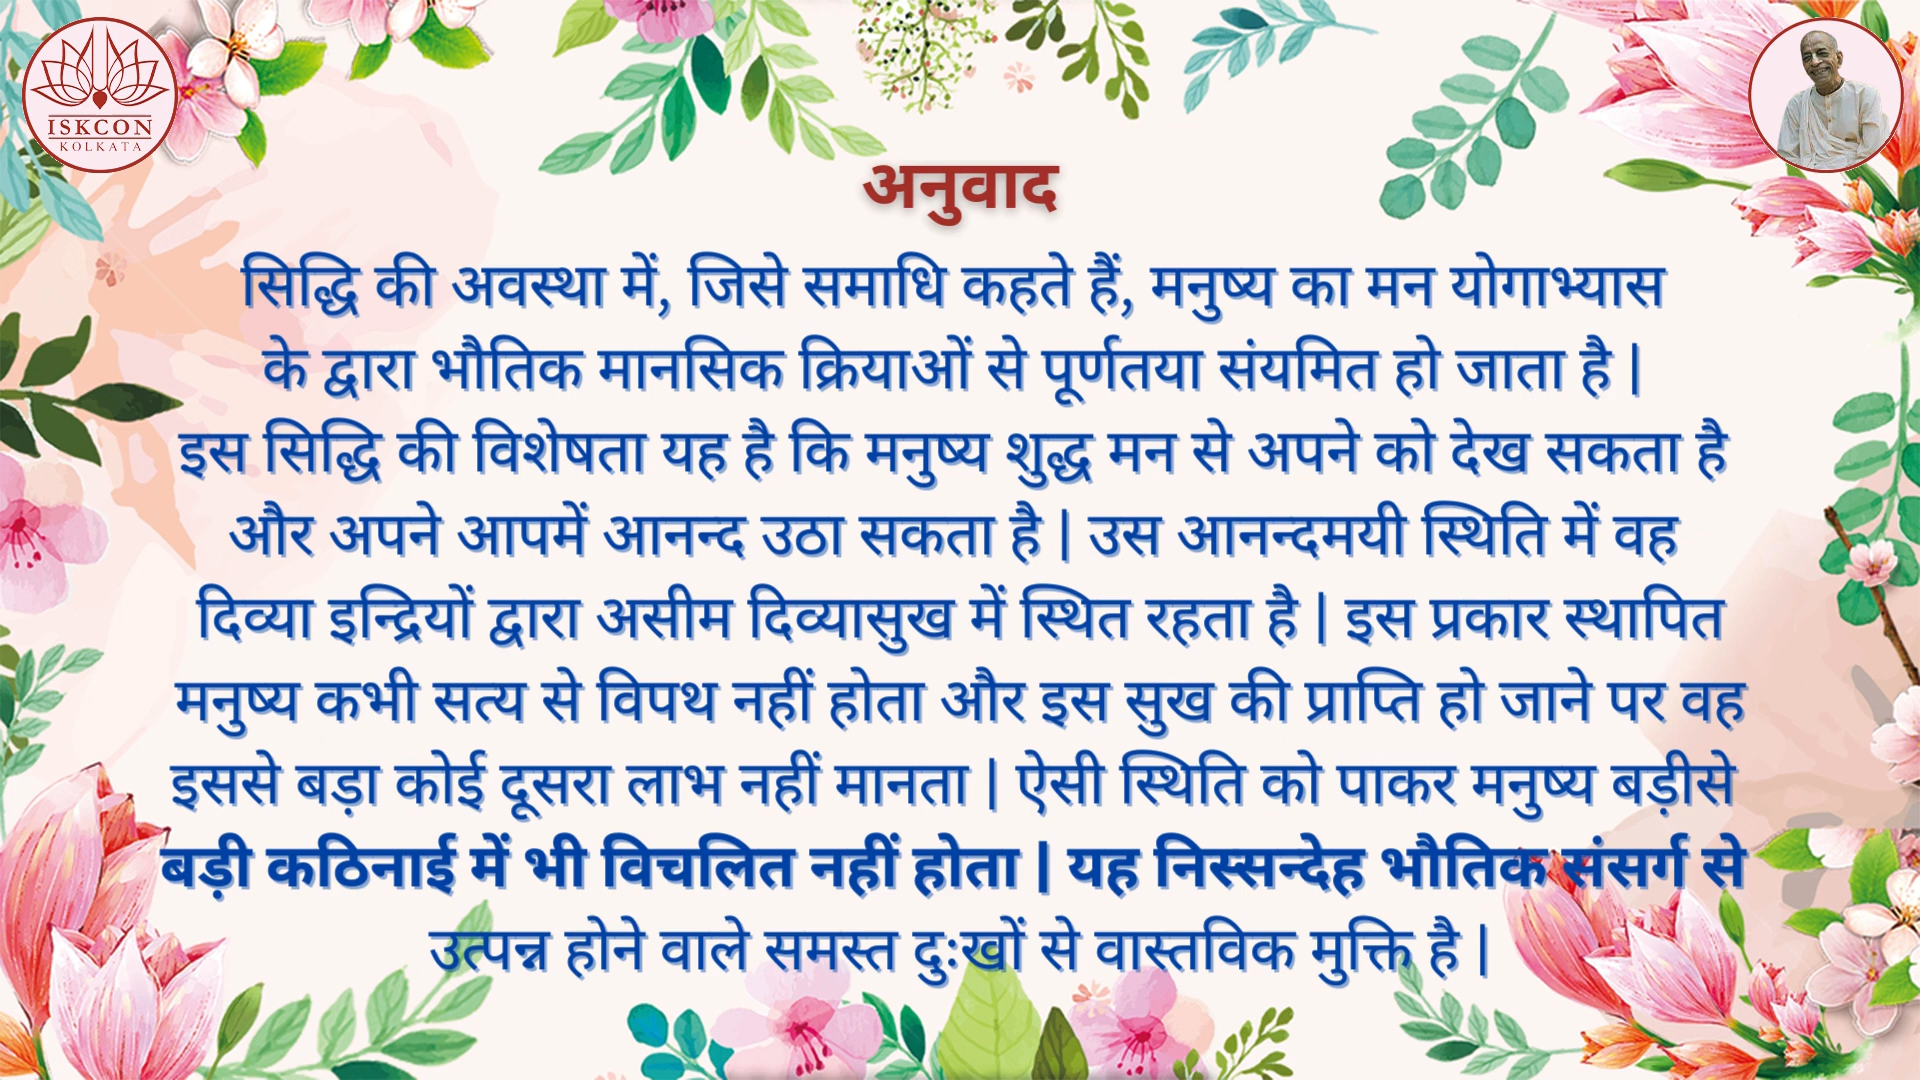 ISKCON
KOLKATA
अनुवाद
सिद्धि की अवस्था में, जिसे समाधि कहते हैं, मनुष्य का मन योगाभ्यास
के द्वारा भौतिक मानसिक क्रियाओं से पूर्णतया संयमित हो जाता है |
इस सिद्धि की विशेषता यह है कि मनुष्य शुद्ध मन से अपने को देख सकता है
और अपने आपमें आनन्द उठा सकता है | उस आनन्दमयी स्थिति में वह
दिव्या इन्द्रियों द्वारा असीम दिव्यासुख में स्थित रहता है | इस प्रकार स्थापित
मनुष्य कभी सत्य से विपथ नहीं होता और इस सुख की प्राप्ति हो जाने पर वह
इससे बड़ा कोई दूसरा लाभ नहीं मानता | ऐसी स्थिति को पाकर मनुष्य बड़ीसे
बड़ी कठिनाई में भी विचलित नहीं होता | यह निस्सन्देह भौतिक संसर्ग से
उत्पन्न होने वाले समस्त दुःखों से वास्तविक मुक्ति है |